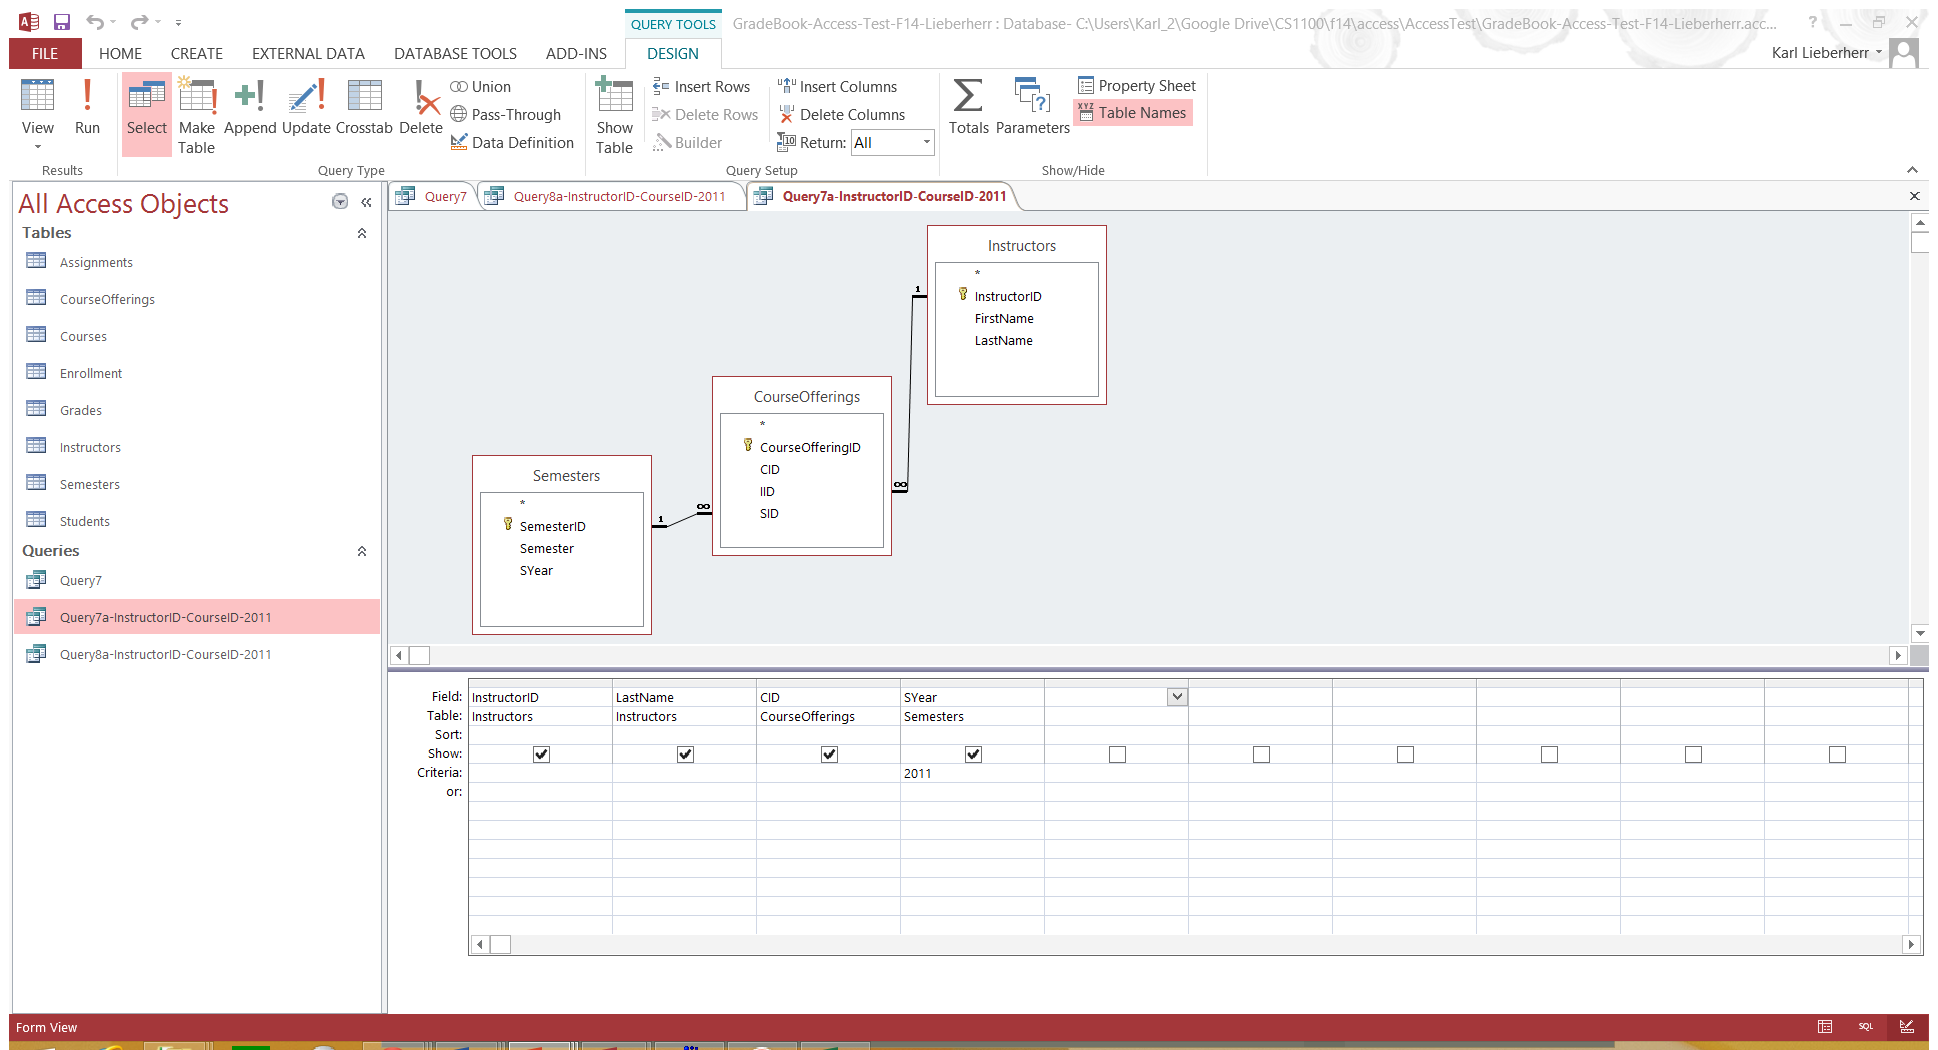 QUERY TOOLS
GradeBook-Access-Test-F14-Lieberherr : Database- C:\Users\Karl_2\Google Drive\CS1100\f14\access\AccessTest\GradeBook-Access-Test-F14-Lieberherr.acc...
FILE HOME CREATE EXTERNAL DATA DATABASE TOOLS ADD-INS DESIGN
Karl Lieberherr
View
Run
Results
Select
Make Table
Append
Update
Crosstab
Delete
Union
Pass-Through
Data Definition
Query Type
Show Table
Insert Rows
Delete Rows
Builder
Insert Columns
Delete Columns
Return: All
Query Setup
Totals
Parameters
Property Sheet
Table Names
Show/Hide
All Access Objects
Tables
Assignments
CourseOfferings
Courses
Enrollment
Grades
Instructors
Semesters
Students
Queries
Query7
Query7a-InstructorID-CourseID-2011
Query8a-InstructorID-CourseID-2011
Query7 Query8a-InstructorID-CourseID-2011 Query7a-InstructorID-CourseID-2011
Instructors
*
InstructorID
FirstName
LastName
1
∞
CourseOfferings
*
CourseOfferingID
CID
IID
SID
Semesters
*
SemesterID
Semester
SYear
1
∞
Field: InstructorID LastName CID SYear
Table: Instructors Instructors CourseOfferings Semesters
Sort:
Show:
Criteria: 2011
or:
Form View
SQL